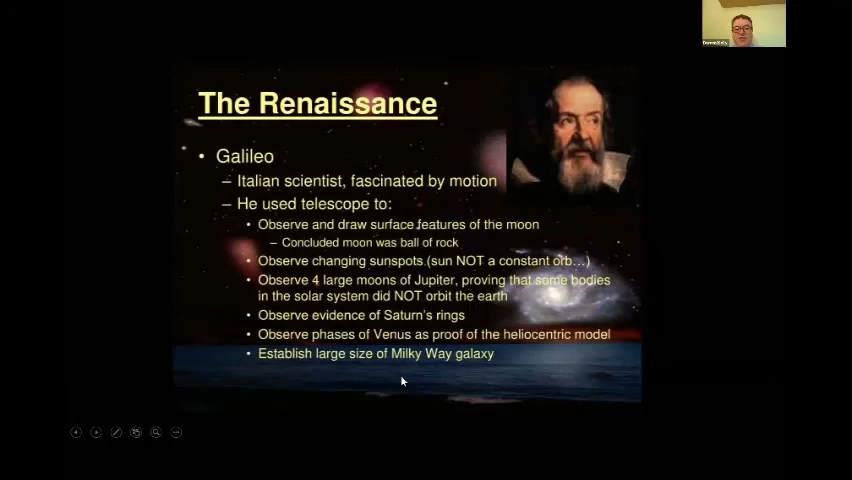 Darren Kelly
The Renaissance
• Galileo
– Italian scientist, fascinated by motion
– He used telescope to:
• Observe and draw surface features of the moon
– Concluded moon was ball of rock
• Observe changing sunspots (sun NOT a constant orb…)
• Observe 4 large moons of Jupiter, proving that some bodies
in the solar system did NOT orbit the earth
• Observe evidence of Saturn's rings
• Observe phases of Venus as proof of the heliocentric model
• Establish large size of Milky Way galaxy